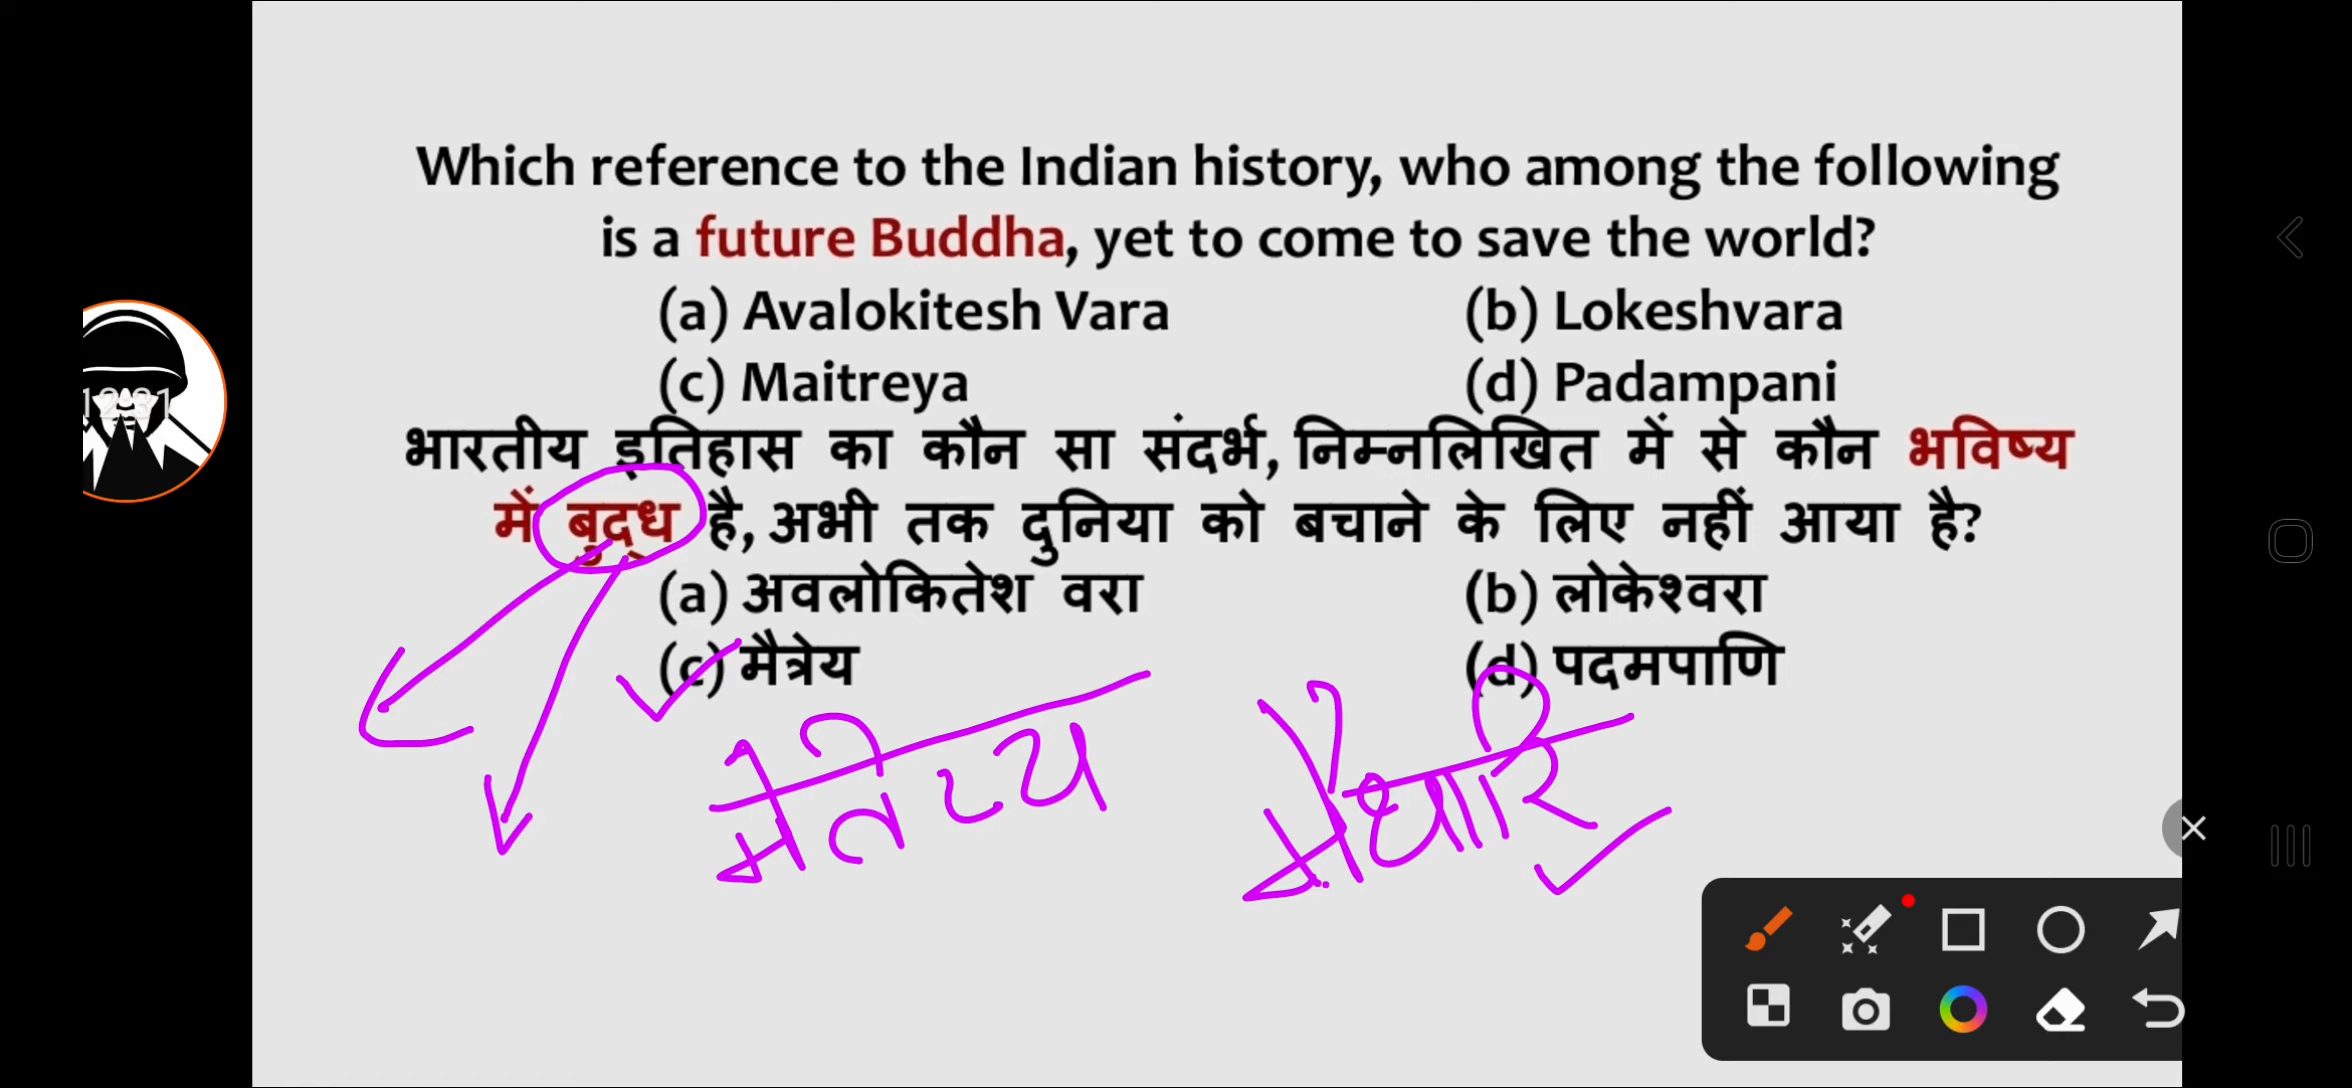 Which reference to the Indian history, who among the following
is a future Buddha, yet to come to save the world?
(a) Avalokitesh Vara (b) Lokeshvara
(c) Maitreya (d) Padampani
भारतीय इतिहास का कौन सा संदर्भ, निम्नलिखित में से कौन भविष्य
में बुद्ध है, अभी तक दुनिया को बचाने के लिए नहीं आया है?
(a) अवलोकितेश वरा (b) लोकेश्वरा
(c) मैत्रेय (d) पदमपाणि
12:31